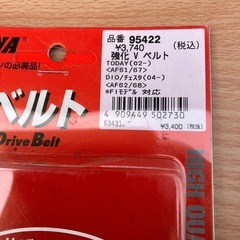 品番 95422
¥3,740 (税込)
強化 V ベルト
TODAY(02-)
<AF61/67>
DIO/チェスタ(04-)
<AF62/68>
*FIモデル 対応
4 909449 502730
¥3,400 (税抜)
の必需品!
ベルト
Drive Belt
HIGH QU